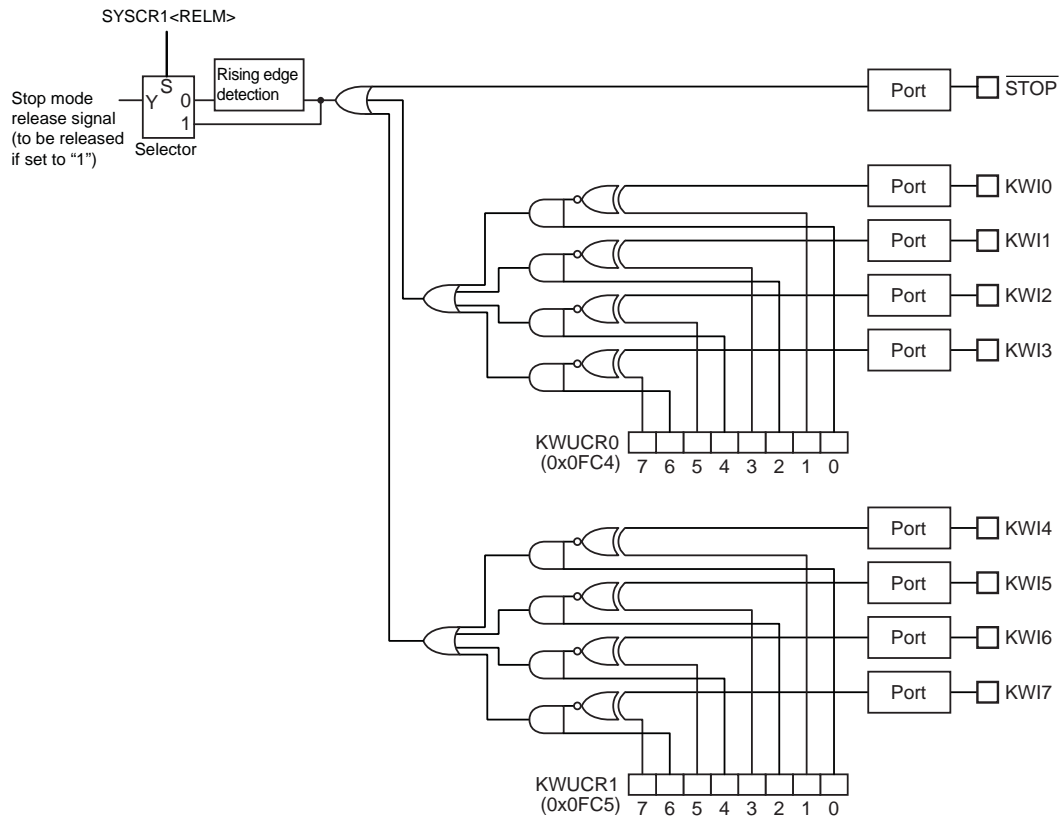 SYSCR1<RELM>
Stop mode
release signal
(to be released
if set to “1”)
S
Y
0
1
Selector
Rising edge
detection
Port
STOP
Port
KWI0
Port
KWI1
Port
KWI2
Port
KWI3
KWUCR0
(0x0FC4)
7 6 5 4 3 2 1 0
Port
KWI4
Port
KWI5
Port
KWI6
Port
KWI7
KWUCR1
(0x0FC5)
7 6 5 4 3 2 1 0